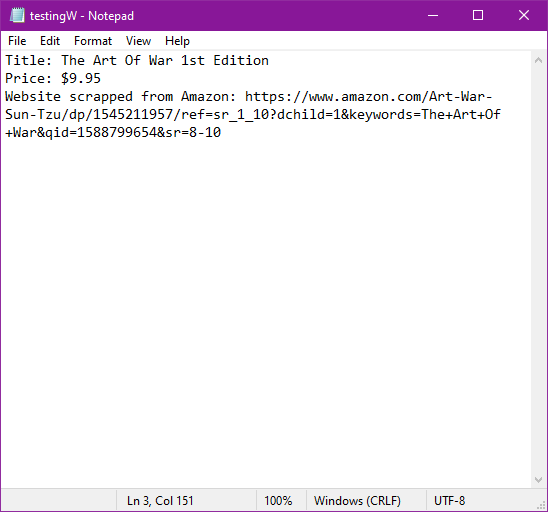 testingW - Notepad
File Edit Format View Help
Title: The Art Of War 1st Edition
Price: $9.95
Website scrapped from Amazon: https://www.amazon.com/Art-War-
Sun-Tzu/dp/1545211957/ref=sr_1_10?dchild=1&keywords=The+Art+Of
+War&qid=1588799654&sr=8-10
Ln 3, Col 151 100% Windows (CRLF) UTF-8